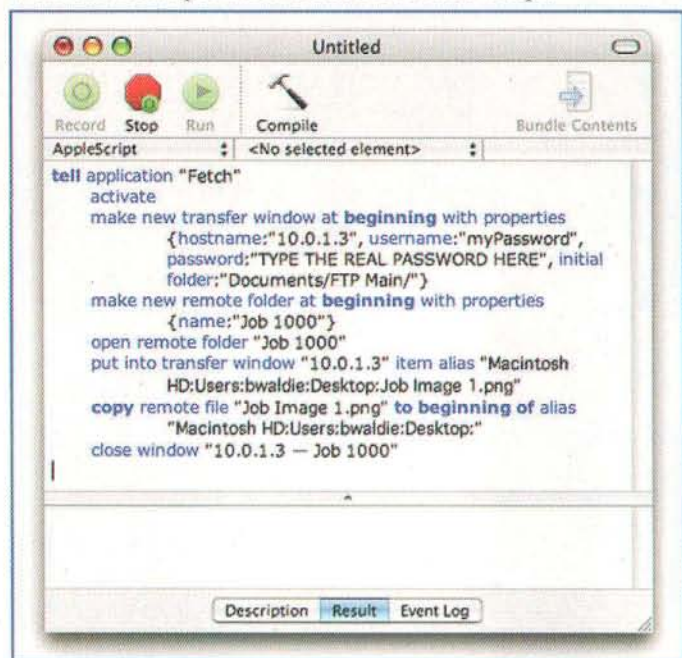 Untitled
Record Stop Run Compile Bundle Contents
AppleScript <No selected element>
tell application "Fetch"
activate
make new transfer window at beginning with properties
{hostname:"10.0.1.3", username:"myPassword",
password:"TYPE THE REAL PASSWORD HERE", initial
folder:"Documents/FTP Main/"}
make new remote folder at beginning with properties
{name:"Job 1000"}
open remote folder "Job 1000"
put into transfer window "10.0.1.3" item alias "Macintosh
HD:Users:bwaldie:Desktop:Job Image 1.png"
copy remote file "Job Image 1.png" to beginning of alias
"Macintosh HD:Users:bwaldie:Desktop:"
close window "10.0.1.3 — Job 1000"
Description Result Event Log